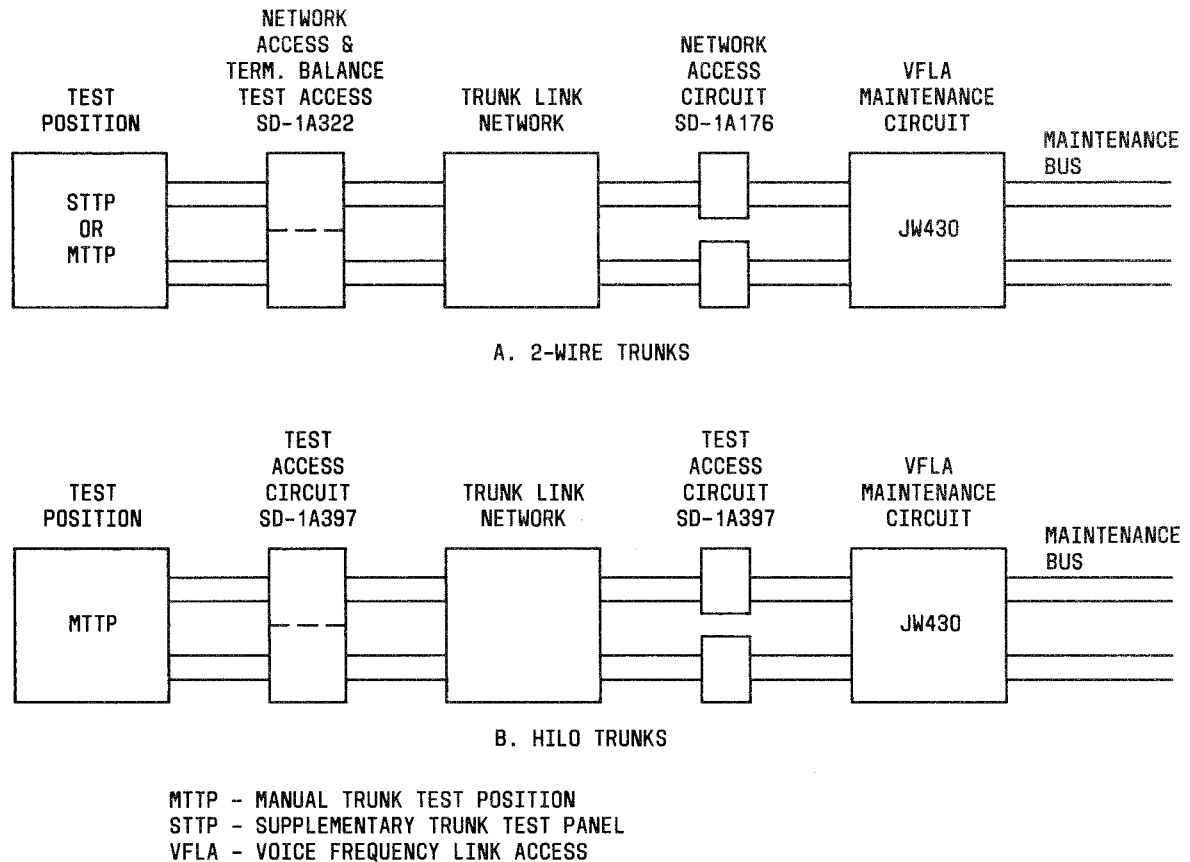 TEST
POSITION
NETWORK
ACCESS &
TERM. BALANCE
TEST ACCESS
SD-1A322
TRUNK LINK
NETWORK
NETWORK
ACCESS
CIRCUIT
SD-1A176
VFLA
MAINTENANCE
CIRCUIT
MAINTENANCE
BUS
STTP
OR
MTTP
JW430
A. 2-WIRE TRUNKS
TEST
POSITION
TEST
ACCESS
CIRCUIT
SD-1A397
TRUNK LINK
NETWORK
TEST
ACCESS
CIRCUIT
SD-1A397
VFLA
MAINTENANCE
CIRCUIT
MAINTENANCE
BUS
MTTP
JW430
B. HILO TRUNKS
MTTP - MANUAL TRUNK TEST POSITION
STTP - SUPPLEMENTARY TRUNK TEST PANEL
VFLA - VOICE FREQUENCY LINK ACCESS